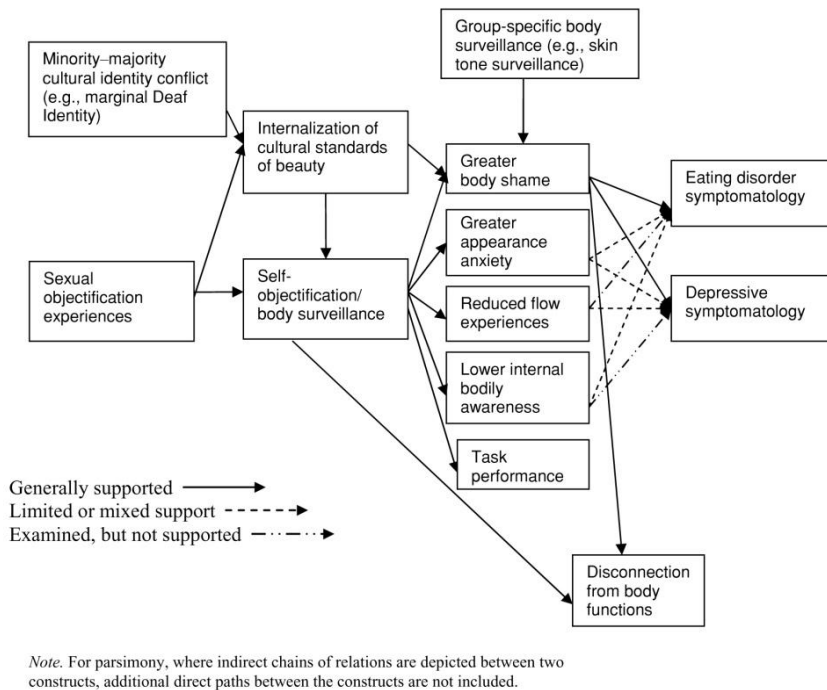 Group-specific body
surveillance (e.g., skin
tone surveillance)
Minority–majority
cultural identity conflict
(e.g., marginal Deaf
Identity)
Internalization of
cultural standards
of beauty
Greater
body shame
Eating disorder
symptomatology
Greater
appearance
anxiety
Sexual
objectification
experiences
Self-
objectification/
body surveillance
Reduced flow
experiences
Depressive
symptomatology
Lower internal
bodily
awareness
Task
performance
Generally supported
Limited or mixed support
Examined, but not supported
Disconnection
from body
functions
Note. For parsimony, where indirect chains of relations are depicted between two
constructs, additional direct paths between the constructs are not included.